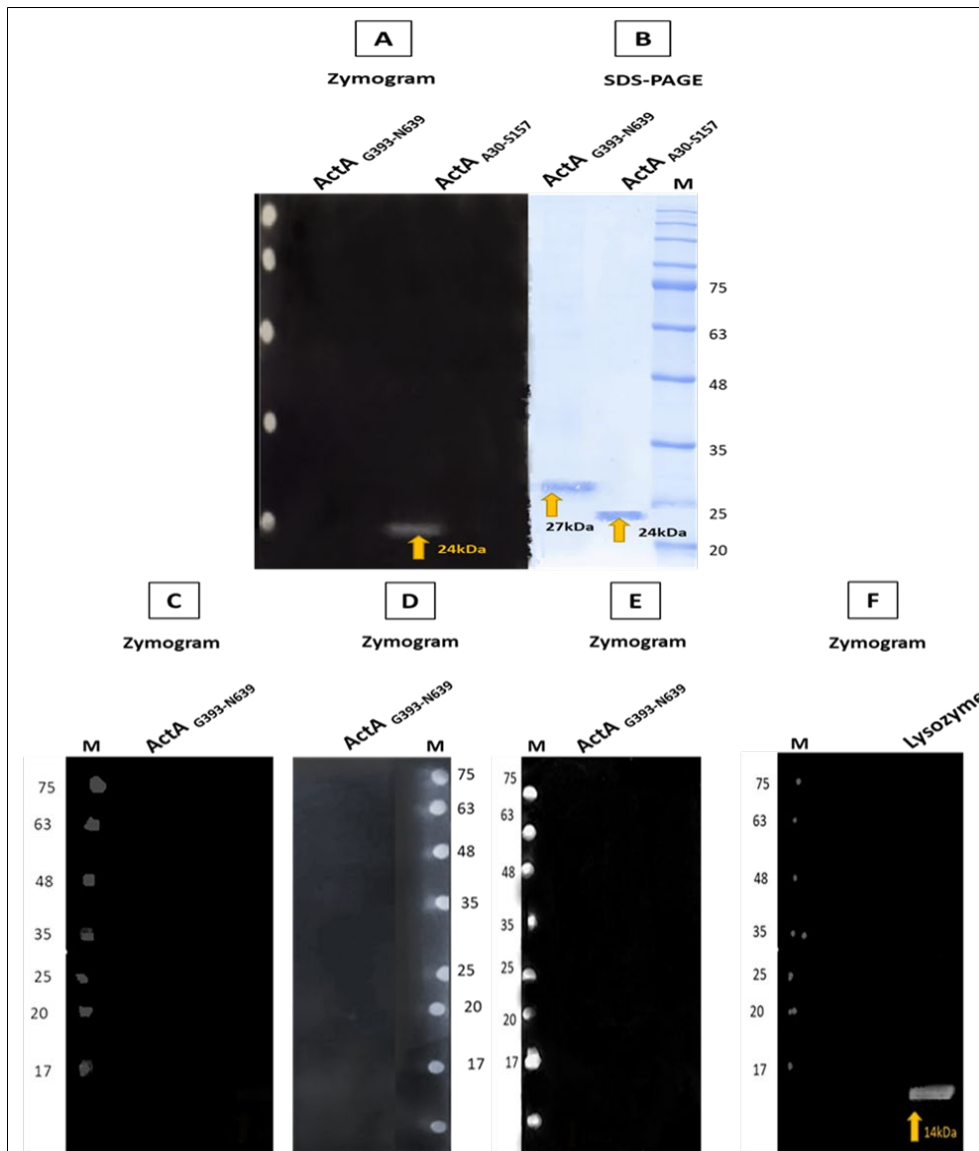 A
B
Zymogram
SDS-PAGE
ActA G393-N639
ActA A30-S157
ActA G393-N639
ActA A30-S157
M
75
63
48
35
25
20
27kDa
24kDa
24kDa
C
D
E
F
Zymogram
Zymogram
Zymogram
Zymogram
M
ActA G393-N639
75
63
48
35
25
20
17
ActA G393-N639
M
75
63
48
35
25
20
17
M
ActA G393-N639
75
63
48
35
25
20
17
M
Lysozyme
75
63
48
35
25
20
17
14kDa